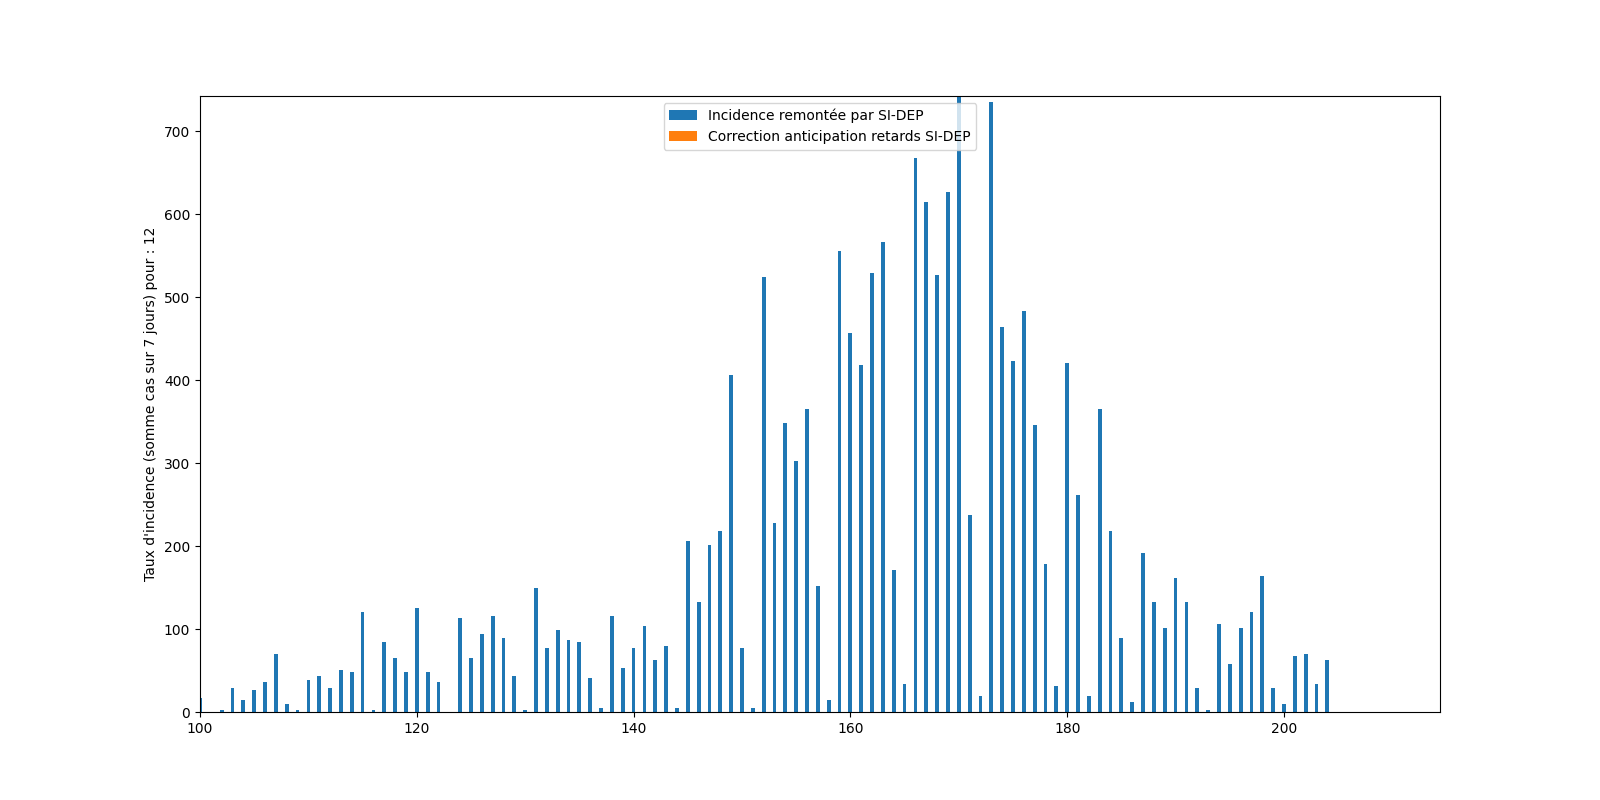 Incidence remontée par SI-DEP
Correction anticipation retards SI-DEP
Taux d'incidence (somme cas sur 7 jours) pour : 12
700
600
500
400
300
200
100
0
100 120 140 160 180 200